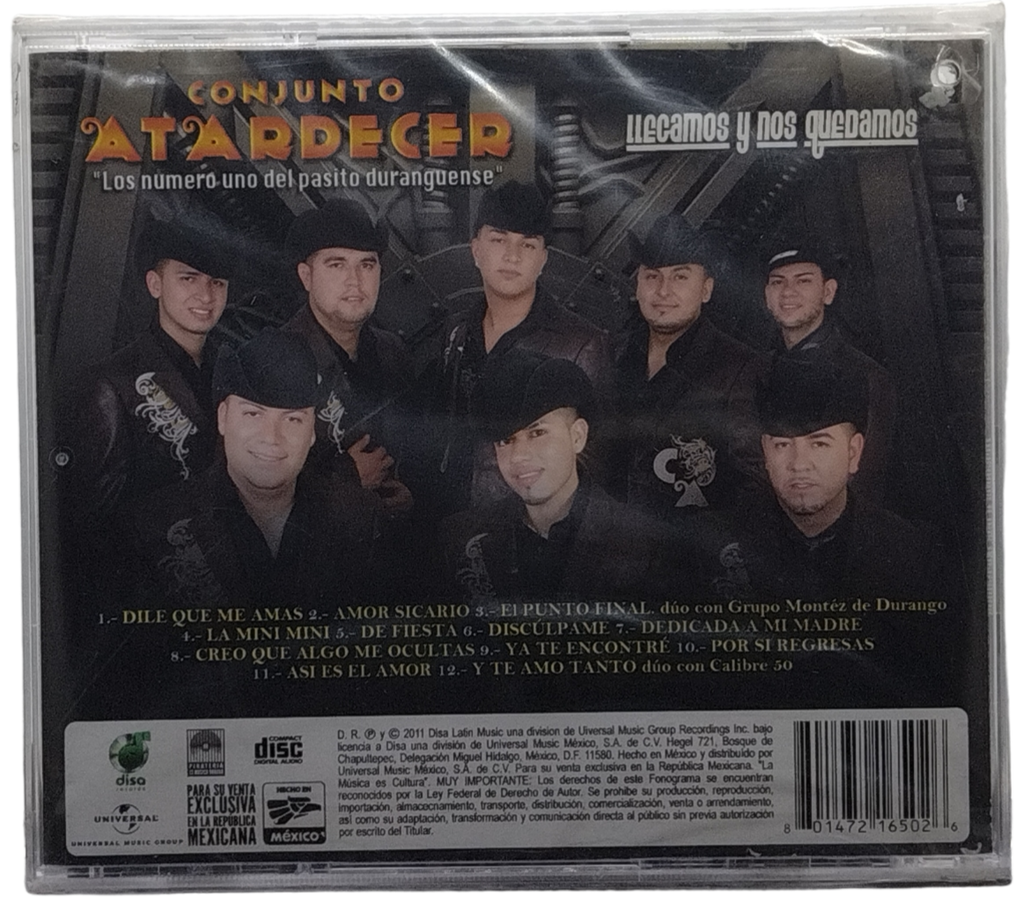 CONJUNTO
ATARDECER
"Los numero uno del pasito duranguense"
LLEGAMOS Y NOS QUEDAMOS
CA
1.- DILE QUE ME AMAS 2.- AMOR SICARIO 3.- El PUNTO FINAL. dúo con Grupo Montéz de Durango
4.- LA MINI MINI 5.- DE FIESTA 6.- DISCÚLPAME 7.- DEDICADA A MI MADRE
8.- CREO QUE ALGO ME OCULTAS 9.- YA TE ENCONTRÉ 10.- POR SI REGRESAS
11.- ASI ES EL AMOR 12.- Y TE AMO TANTO dúo con Calibre 50
disa
records
UNIVERSAL
UNIVERSAL MUSIC GROUP
PIRATERIA
PARA SU VENTA
EXCLUSIVA
EN LA REPÚBLICA
MEXICANA
COMPACT
disc
DIGITAL AUDIO
HECHO EN
MÉXICO
D. R. ℗ y © 2011 Disa Latin Music una division de Uiversal Music Group Recordings Inc. bajo
licencia a Disa una división de Universal Music México, S.A. de C.V. Hegel 721, Bosque de
Chapultepec, Delegación Miguel Hidalgo, México, D.F. 11580. Hecho en México y distribuido por
Universal Music México, S.A. de C.V. Para su venta exclusiva en la República Mexicana. "La
Música es Cultura". MUY IMPORTANTE: Los derechos de este Fonograma se encuentran
reconocidos por la Ley Federal de Derecho de Autor. Se prohibe su producción, reproducción,
importación, almacecnamiento, transporte, distribución, comercialización, venta o arrendamiento,
así como su adaptación, transformación y comunicación directa al público sin previa autorización
por escrito del Titular.
8 01472 16502 6